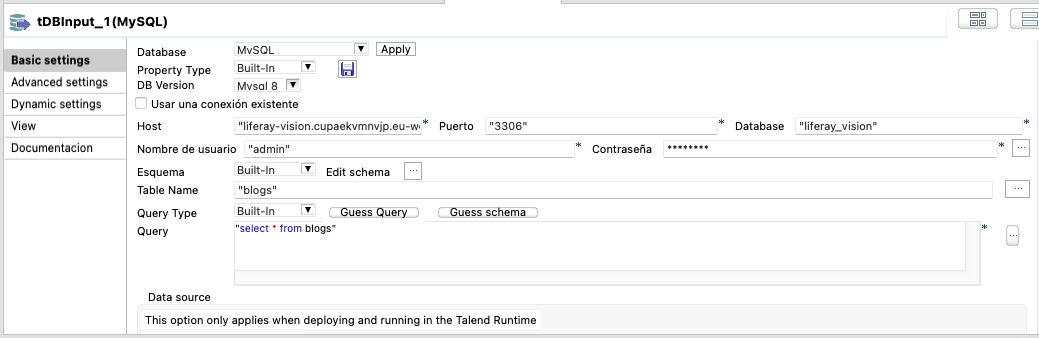 tDBInput_1(MySQL)
Basic settings
Advanced settings
Dynamic settings
View
Documentacion
Database MySQL Apply
Property Type Built-In
DB Version Mysql 8
Usar una conexión existente
Host "liferay-vision.cupaekvmnvjp.eu-w * Puerto "3306" * Database "liferay_vision" *
Nombre de usuario "admin" * Contraseña ******** * ...
Esquema Built-In Edit schema ...
Table Name "blogs" ...
Query Type Built-In Guess Query Guess schema
Query "select * from blogs" * ...
Data source
This option only applies when deploying and running in the Talend Runtime